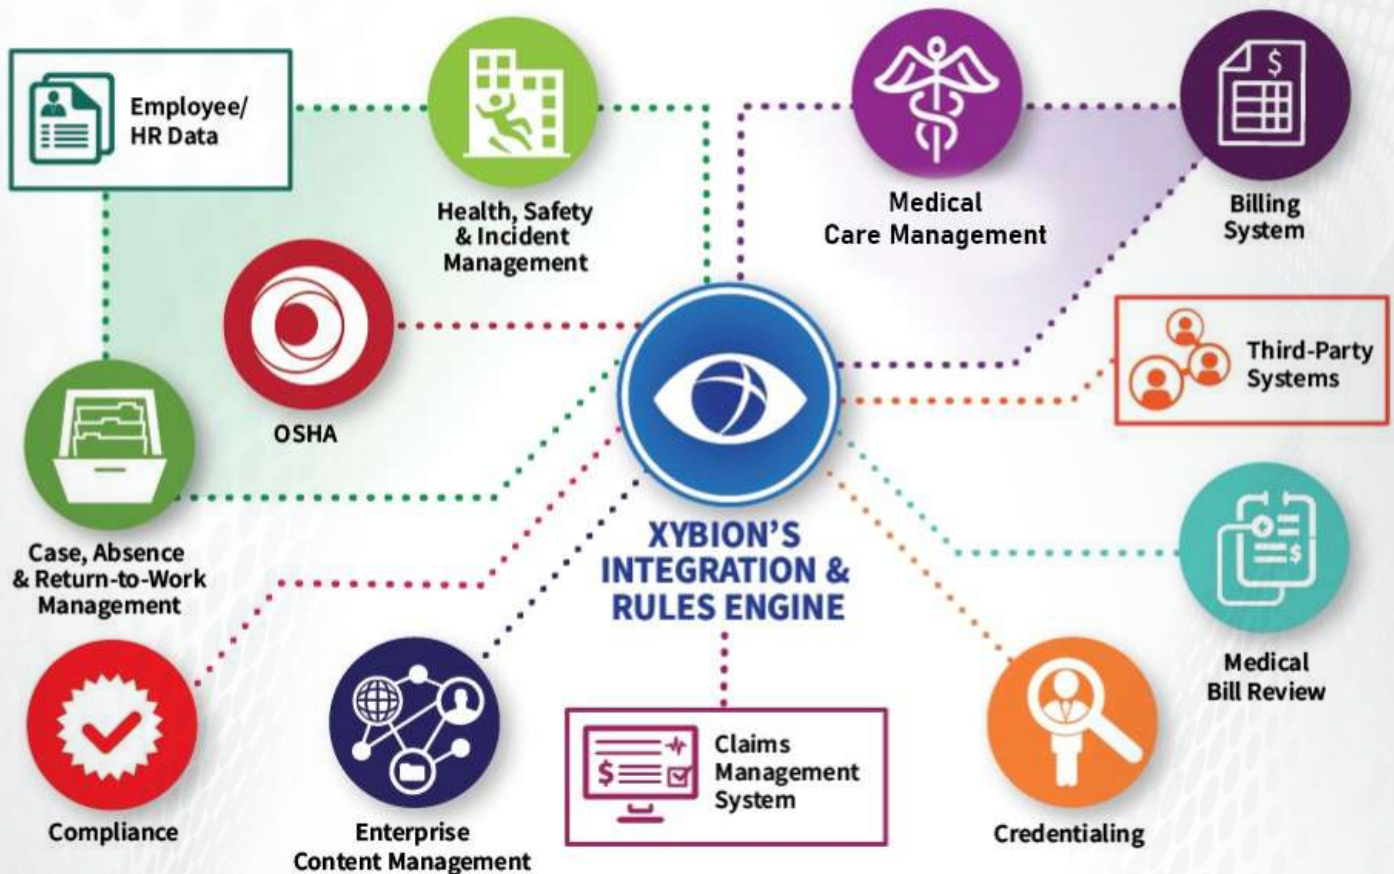 Employee/
HR Data
Health, Safety
& Incident
Management
Medical
Care Management
$
Billing
System
OSHA
Third-Party
Systems
Case, Absence
& Return-to-Work
Management
XYBION'S
INTEGRATION &
RULES ENGINE
$
Medical
Bill Review
Compliance
Enterprise
Content Management
$
Claims
Management
System
Credentialing